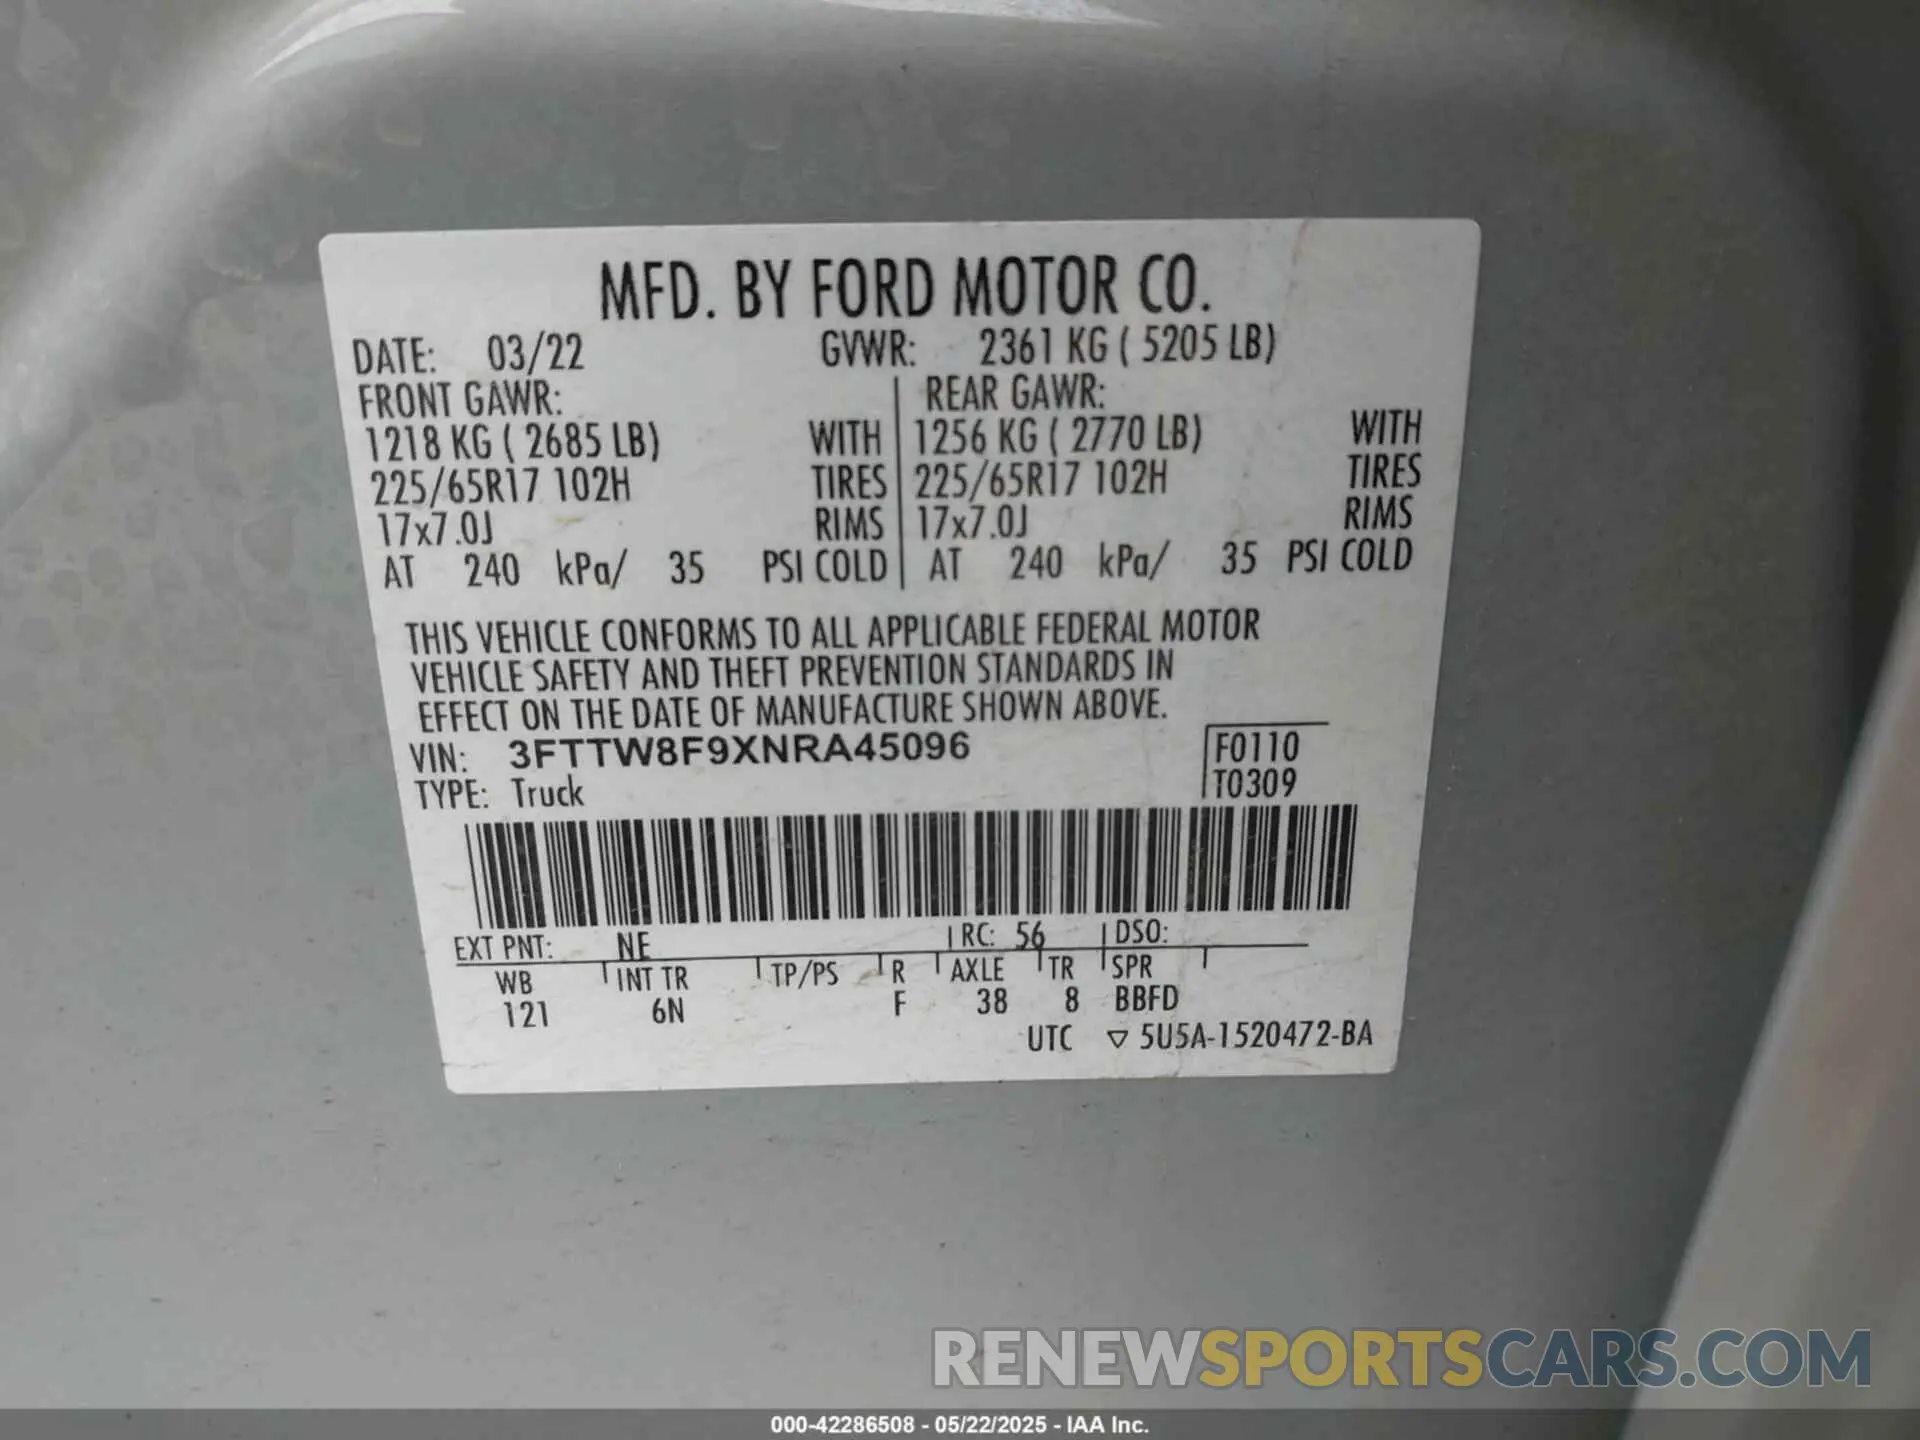 MFD. BY FORD MOTOR CO.
DATE: 03/22 GVWR: 2361 KG ( 5205 LB)
FRONT GAWR: REAR GAWR:
1218 KG ( 2685 LB) WITH 1256 KG ( 2770 LB) WITH
225/65R17 102H TIRES 225/65R17 102H TIRES
17x7.0J RIMS 17x7.0J RIMS
AT 240 kPa/ 35 PSI COLD AT 240 kPa/ 35 PSI COLD
THIS VEHICLE CONFORMS TO ALL APPLICABLE FEDERAL MOTOR
VEHICLE SAFETY AND THEFT PREVENTION STANDARDS IN
EFFECT ON THE DATE OF MANUFACTURE SHOWN ABOVE.
VIN: 3FTTW8F9XNRA45096 F0110
TYPE: Truck T0309
EXT PNT: NE RC: 56 DSO:
WB INT TR TP/PS R AXLE TR SPR
121 6N F 38 8 BBFD
UTC ▽ 5U5A-1520472-BA
RENEWSPORTSCARS.COM
000-42286508 - 05/22/2025 - IAA Inc.